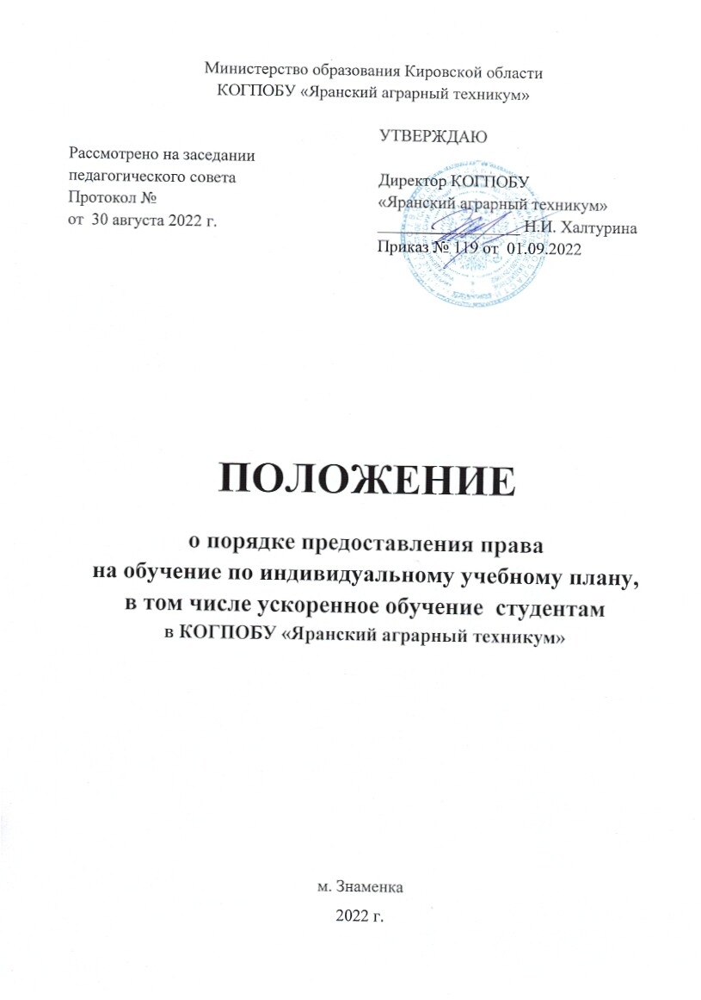 Министерство образования Кировской области
КОГПОБУ «Яранский аграрный техникум»
Рассмотрено на заседании
педагогического совета
Протокол №
от 30 августа 2022 г.
УТВЕРЖДАЮ
Директор КОГПОБУ
«Яранский аграрный техникум»
Н.И. Халтурина
Приказ № 119 от 01.09.2022
ПОЛОЖЕНИЕ
о порядке предоставления права
на обучение по индивидуальному учебному плану,
в том числе ускоренное обучение студентам
в КОГПОБУ «Яранский аграрный техникум»
м. Знаменка
2022 г.